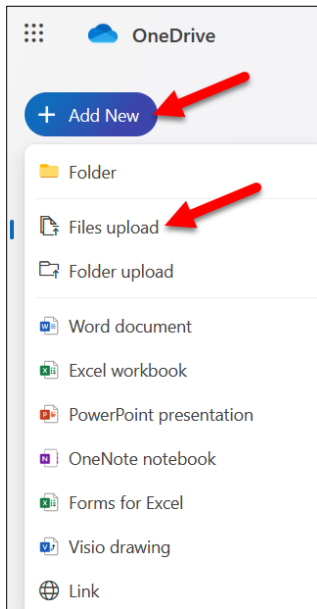 OneDrive
+ Add New
Folder
Files upload
Folder upload
Word document
Excel workbook
PowerPoint presentation
OneNote notebook
Forms for Excel
Visio drawing
Link